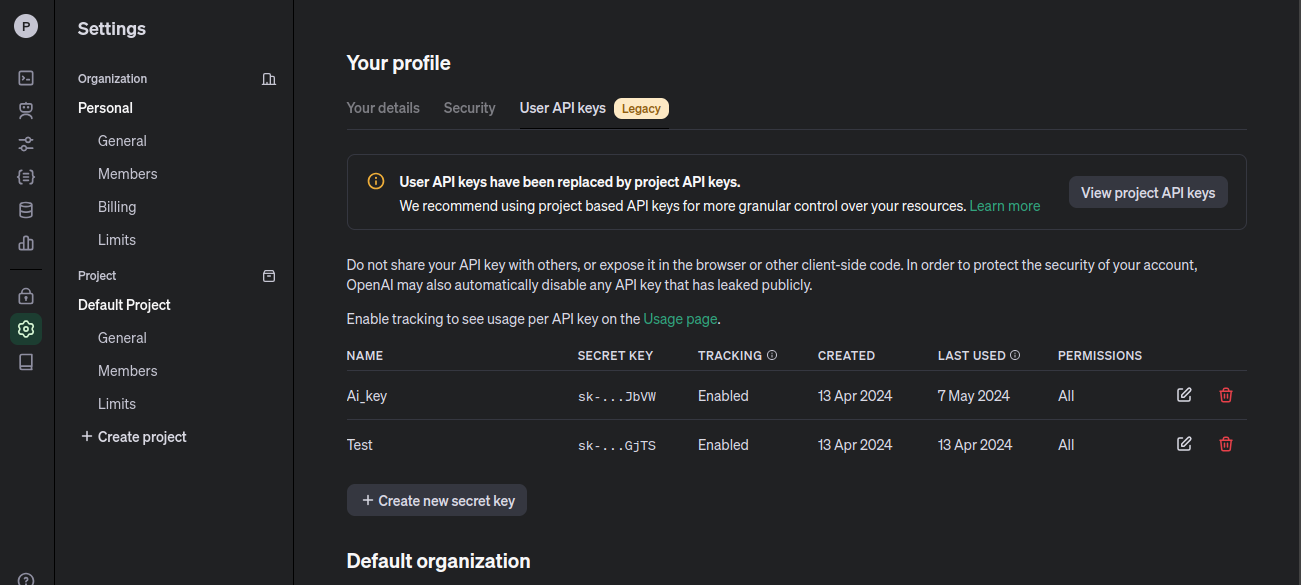 P
Settings
Organization
Personal
General
Members
Billing
Limits
Project
Default Project
General
Members
Limits
+ Create project
Your profile
Your details Security User API keys Legacy
User API keys have been replaced by project API keys.
We recommend using project based API keys for more granular control over your resources. Learn more
View project API keys
Do not share your API key with others, or expose it in the browser or other client-side code. In order to protect the security of your account,
OpenAI may also automatically disable any API key that has leaked publicly.
Enable tracking to see usage per API key on the Usage page.
NAME SECRET KEY TRACKING CREATED LAST USED PERMISSIONS
Ai_key sk-...JbVW Enabled 13 Apr 2024 7 May 2024 All
Test sk-...GjTS Enabled 13 Apr 2024 13 Apr 2024 All
+ Create new secret key
Default organization